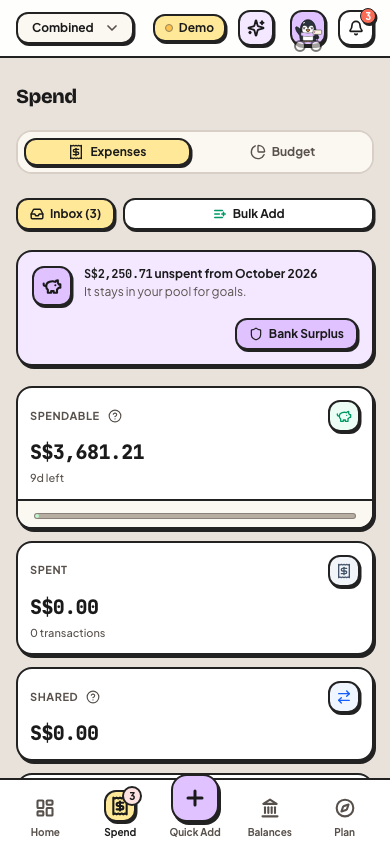 Combined
Demo
3
Spend
Expenses
Budget
Inbox (3)
Bulk Add
S$2,250.71 unspent from October 2026
It stays in your pool for goals.
Bank Surplus
SPENDABLE
S$3,681.21
9d left
SPENT
S$0.00
0 transactions
SHARED
S$0.00
3
Home
Spend
Quick Add
Balances
Plan